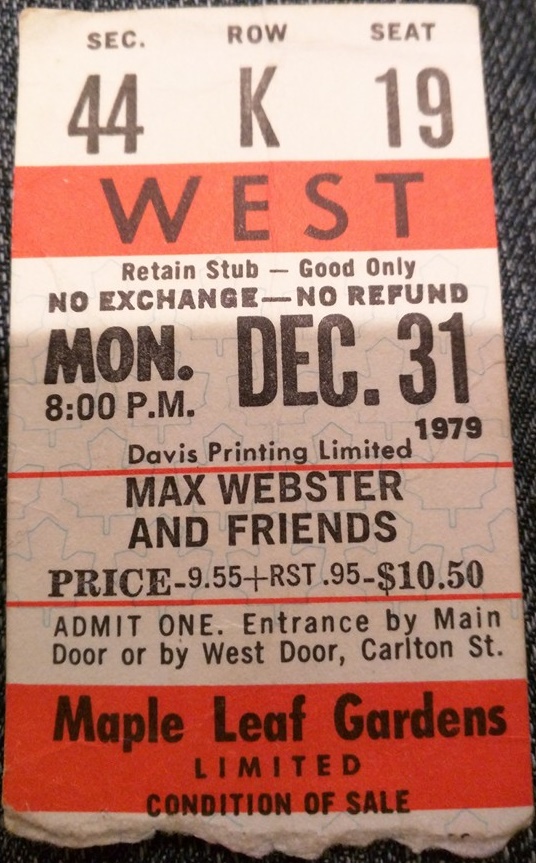 SEC. ROW SEAT
44 K 19
WEST
Retain Stub — Good Only
NO EXCHANGE—NO REFUND
MON. DEC. 31
8:00 P.M.
1979
Davis Printing Limited
MAX WEBSTER
AND FRIENDS
PRICE-9.55+RST.95-$10.50
ADMIT ONE. Entrance by Main
Door or by West Door, Carlton St.
Maple Leaf Gardens
LIMITED
CONDITION OF SALE